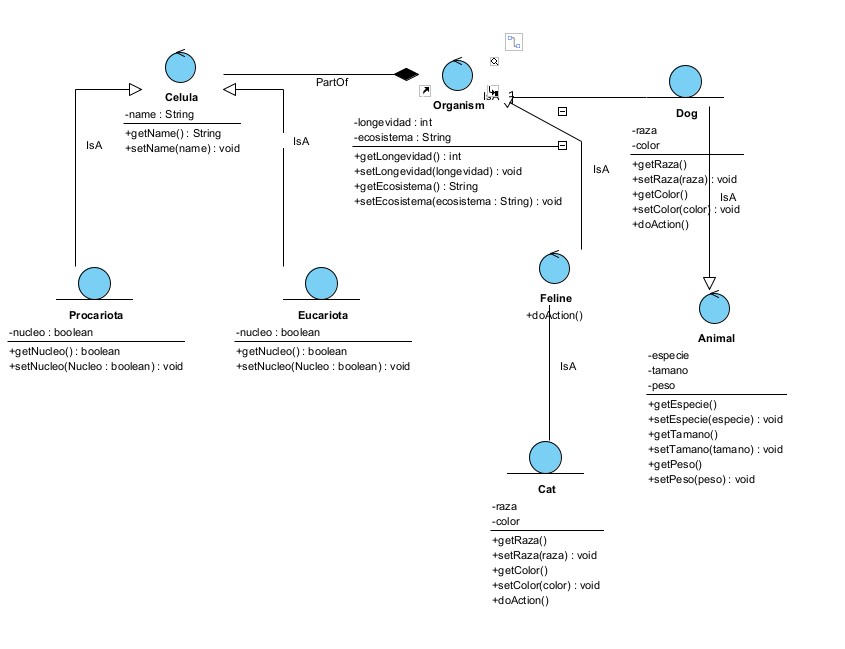 Celula
-name : String
+getName() : String
+setName(name) : void
PartOf
Organism
-longevidad : int
-ecosistema : String
+getLongevidad() : int
+setLongevidad(longevidad) : void
+getEcosistema() : String
+setEcosistema(ecosistema : String) : void
IsA
Dog
-raza
-color
+getRaza()
+setRaza(raza) : void
+getColor()
+setColor(color) : void
+doAction()
IsA
IsA
IsA
IsA
Procariota
-nucleo : boolean
+getNucleo() : boolean
+setNucleo(Nucleo : boolean) : void
Eucariota
-nucleo : boolean
+getNucleo() : boolean
+setNucleo(Nucleo : boolean) : void
Feline
+doAction()
IsA
Animal
-especie
-tamano
-peso
+getEspecie()
+setEspecie(especie) : void
+getTamano()
+setTamano(tamano) : void
+getPeso()
+setPeso(peso) : void
Cat
-raza
-color
+getRaza()
+setRaza(raza) : void
+getColor()
+setColor(color) : void
+doAction()